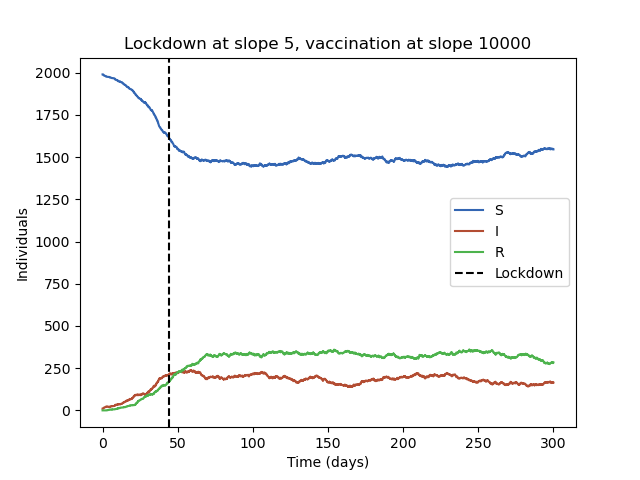 Lockdown at slope 5, vaccination at slope 10000
2000
1750
1500
1250
1000
750
500
250
0
Individuals
S
I
R
Lockdown
0 50 100 150 200 250 300
Time (days)